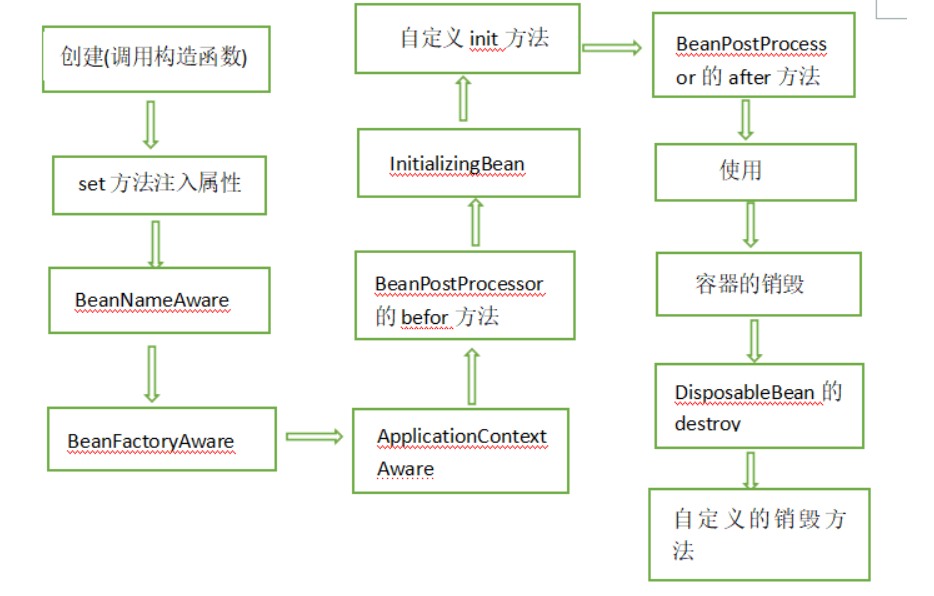 创建(调用构造函数)
set 方法注入属性
BeanNameAware
BeanFactoryAware
ApplicationContext
Aware
BeanPostProcessor
的 befor 方法
InitializingBean
自定义 init 方法
BeanPostProcess
or 的 after 方法
使用
容器的销毁
DisposableBean 的
destroy
自定义的销毁方
法